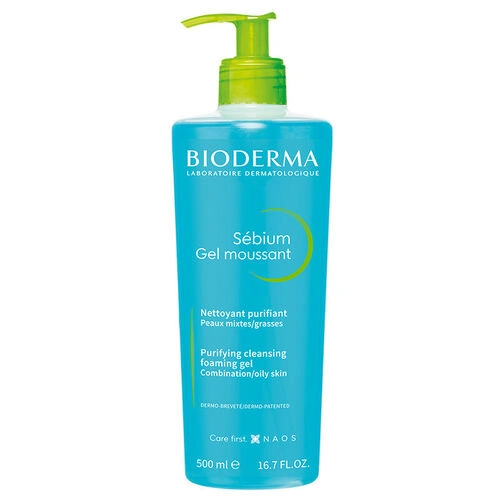 BIODERMA
LABORATOIRE DERMATOLOGIQUE
Sébium
Gel moussant
Nettoyant purifiant
Peaux mixtes/grasses
Purifying cleansing
foaming gel
Combination/oily skin
DERMO-BREVETÉ/DERMO-PATENTED
Care first. NAOS
500 ml e 16.7 FL.OZ.